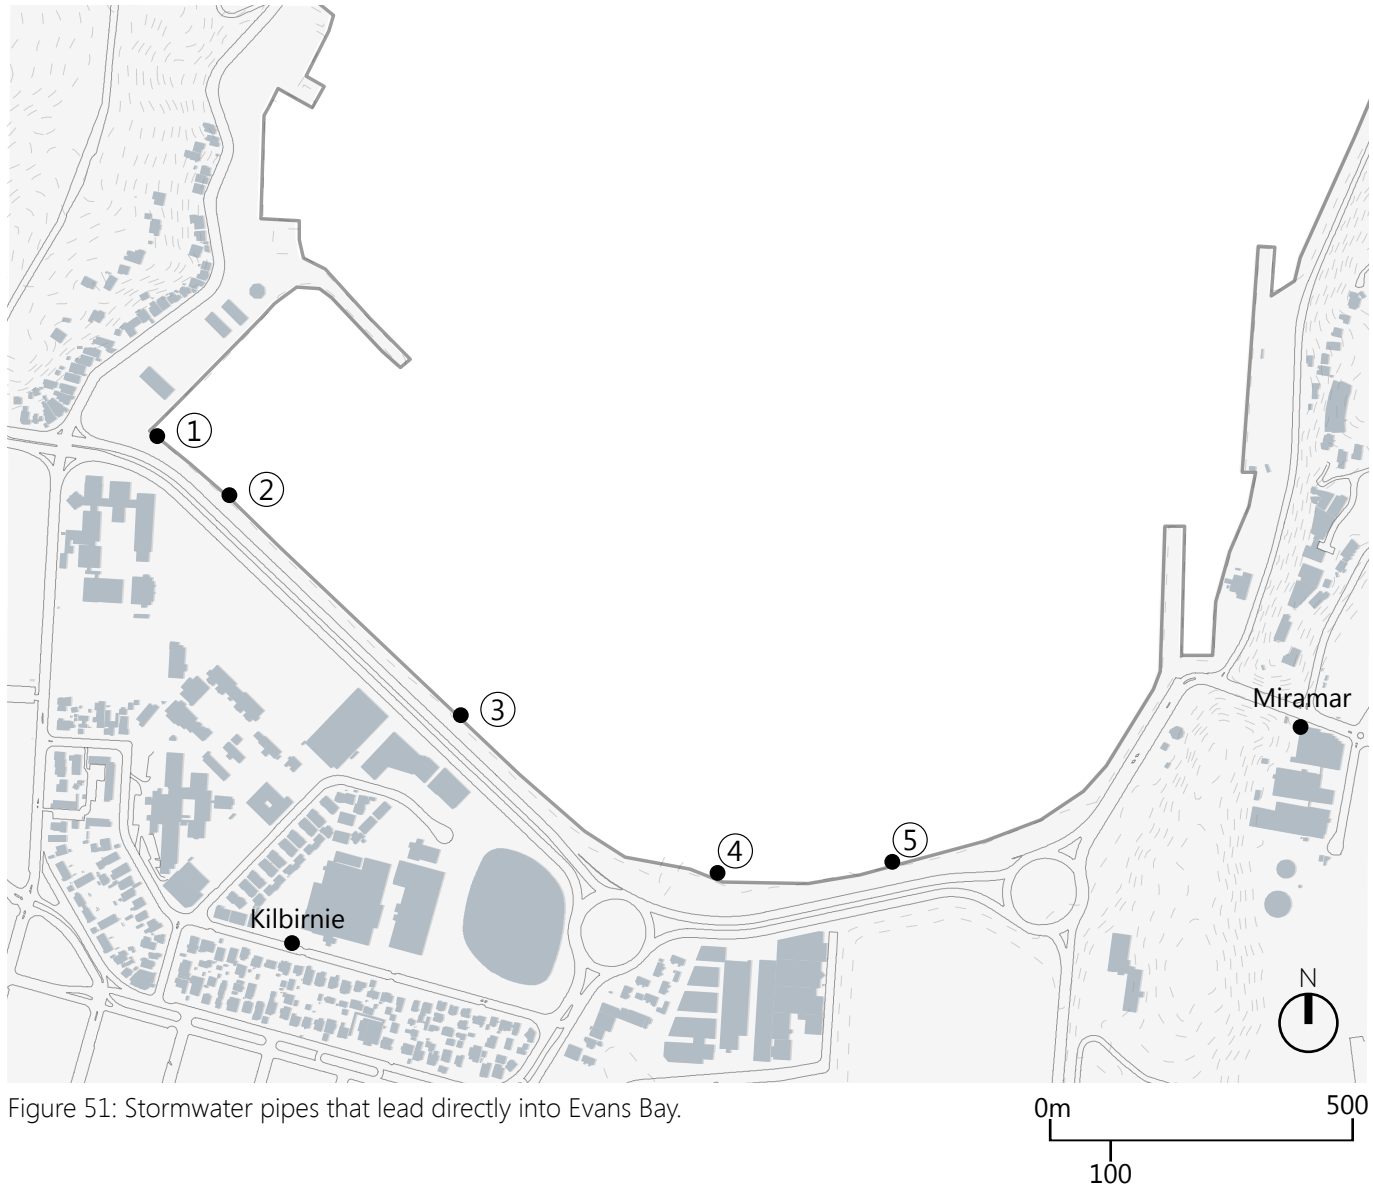 1
2
3
Miramar
4
5
Kilbirnie
N
Figure 51: Stormwater pipes that lead directly into Evans Bay.
0m 500
100